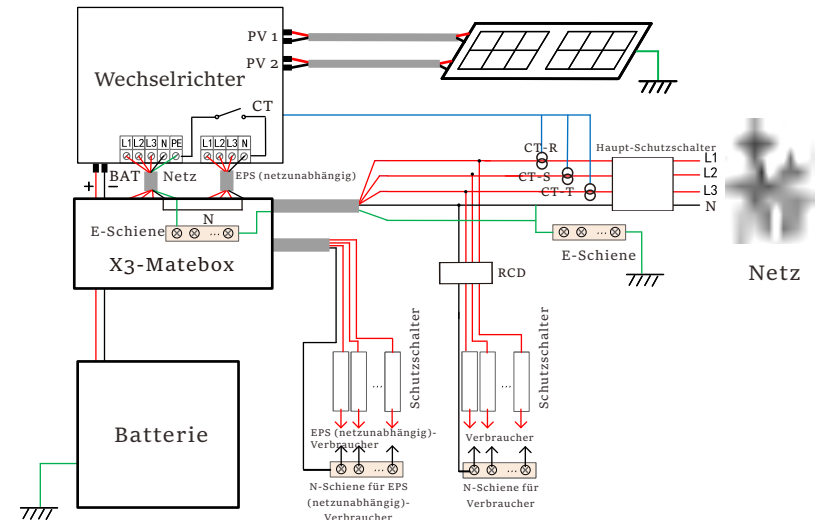 PV 1
PV 2
Wechselrichter
CT
L1 L2 L3 N PE
L1 L2 L3 N
BAT
Netz
EPS (netzunabhängig)
+
–
N
E-Schiene
...
X3-Matebox
Batterie
CT-R
CT-S
CT-T
Haupt-Schutzschalter
L1
L2
L3
N
Netz
...
E-Schiene
RCD
Schutzschalter
...
Schutzschalter
...
EPS (netzunabhängig)-
Verbraucher
Verbraucher
...
...
N-Schiene für EPS
(netzunabhängig)-
Verbraucher
N-Schiene für
Verbraucher